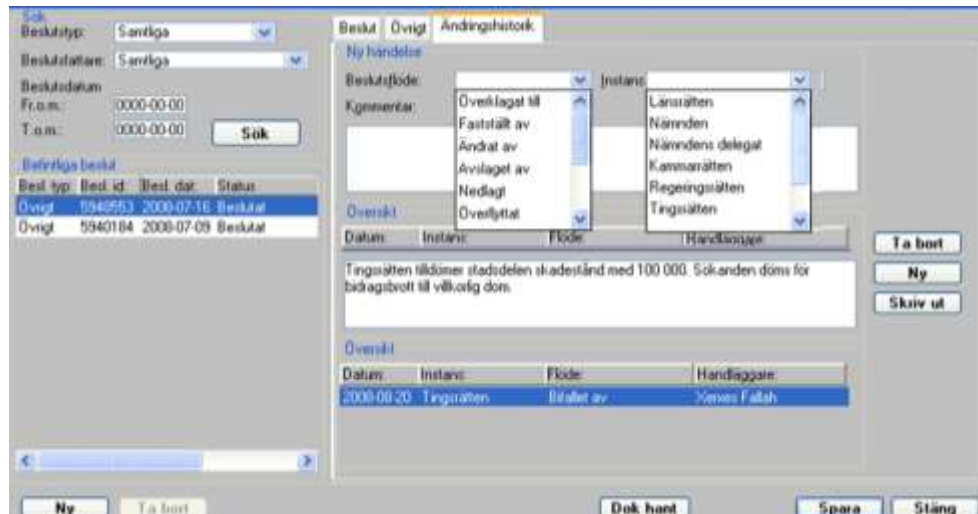 Sök
Beslutstyp: Samtliga
Beslutsfattare: Samtliga
Beslutsdatum
Fr.o.m.: 0000-00-00
T.o.m.: 0000-00-00 Sök
Befintliga beslut
Besl. typ: Besl. id: Besl. dat: Status
Övrigt 5948553 2008-07-16 Beslutat
Övrigt 5940184 2008-07-09 Beslutat
Ny Ta bort
Beslut Övrigt Ändringshistorik
Ny händelse
Beslutsflöde: Instans:
Kommentar:
Överklagat till
Fastställt av
Ändrat av
Avslaget av
Nedlagt
Överflyttat
Länsrätten
Nämnden
Nämndens delegat
Kammarrätten
Regeringsrätten
Tingsrätten
Översikt
Datum: Instans: Flöde: Handläggare:
Tingsrätten tilldömer stadsdelen skadestånd med 100 000. Sökanden döms för
bidragsbrott till villkorlig dom.
Översikt
Datum: Instans: Flöde: Handläggare:
2008-08-20 Tingsrätten Bifallet av Xerxes Fallah
Ta bort
Ny
Skriv ut
Dok hant Spara Stäng